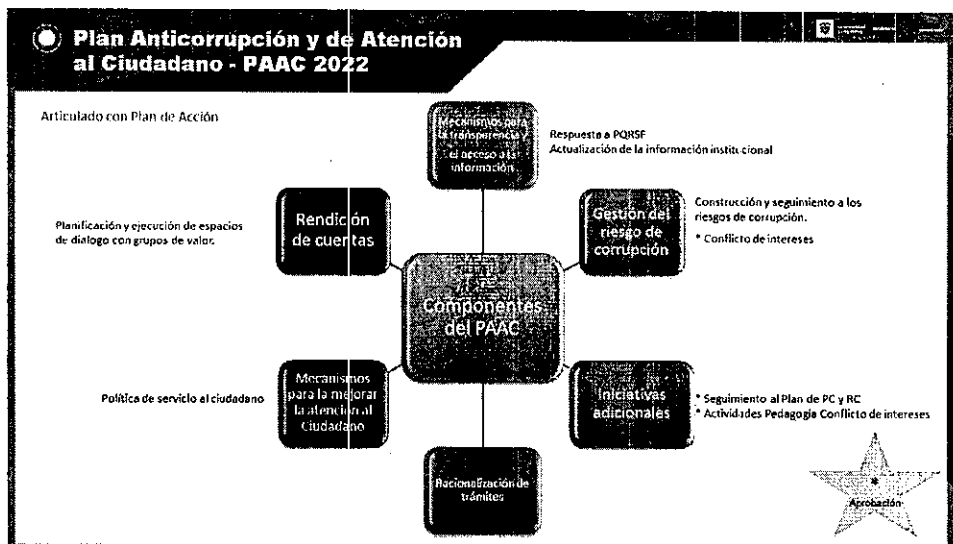 Plan Anticorrupción y de Atención
al Ciudadano - PAAC 2022
Articulado con Plan de Acción
Mecanismos para
la transparencia y
el acceso a la
información
Respuesta a PQRSF
Actualización de la información institucional
Rendición
de cuentas
Planificación y ejecución de espacios
de dialogo con grupos de valor.
Gestión del
riesgo de
corrupción
Construcción y seguimiento a los
riesgos de corrupción.
* Conflicto de intereses
Componentes
del PAAC
Mecanismos
para la mejorar
la atención al
Ciudadano
Política de servicio al ciudadano
Iniciativas
adicionales
* Seguimiento al Plan de PC y RC
* Actividades Pedagogía Conflicto de intereses
Racionalización de
trámites
*
Aprobación